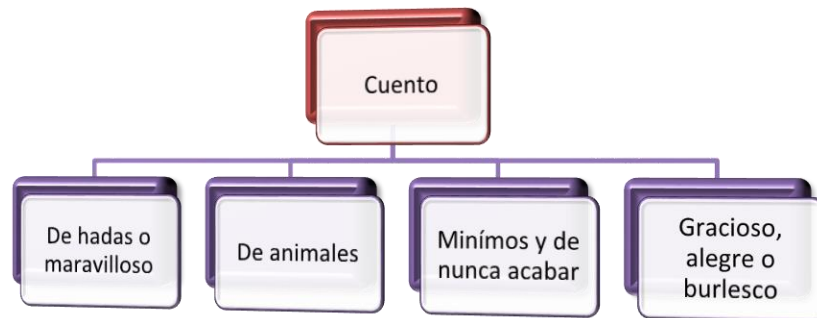 Cuento
De hadas o
maravilloso
De animales
Minímos y de
nunca acabar
Gracioso,
alegre o
burlesco